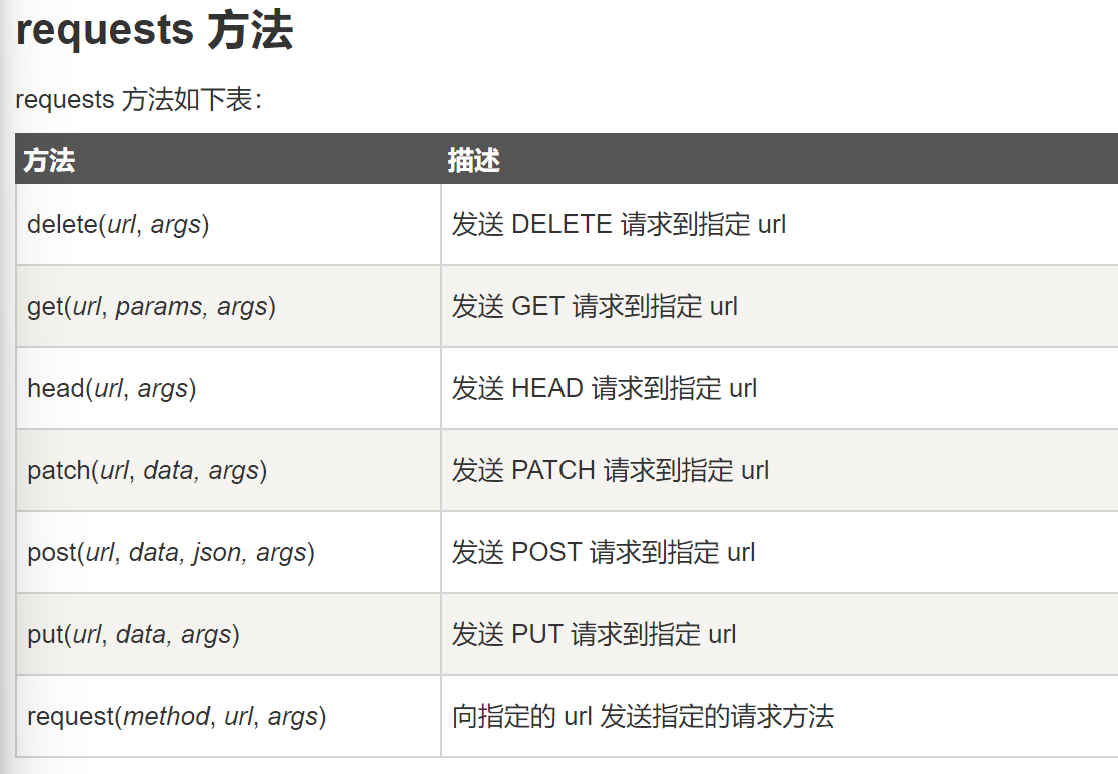 requests 方法
requests 方法如下表：
方法 描述
delete(url, args) 发送 DELETE 请求到指定 url
get(url, params, args) 发送 GET 请求到指定 url
head(url, args) 发送 HEAD 请求到指定 url
patch(url, data, args) 发送 PATCH 请求到指定 url
post(url, data, json, args) 发送 POST 请求到指定 url
put(url, data, args) 发送 PUT 请求到指定 url
request(method, url, args) 向指定的 url 发送指定的请求方法